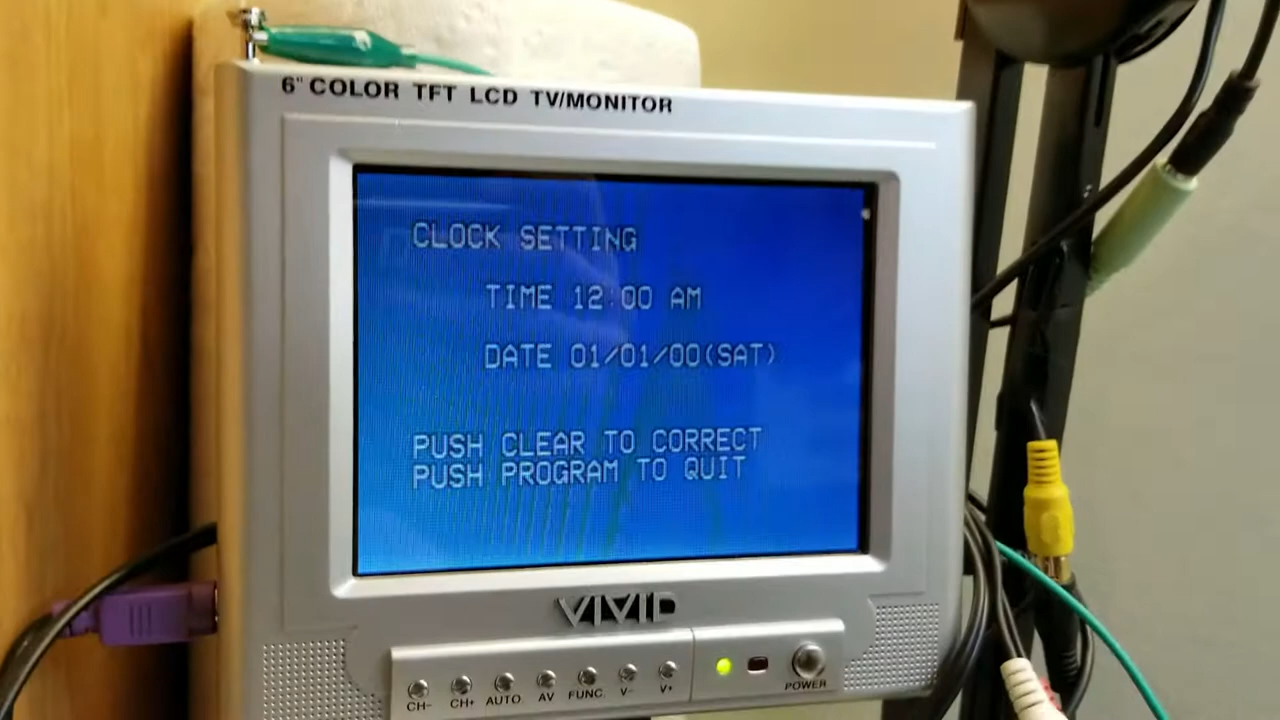 6" COLOR TFT LCD TV/MONITOR
CLOCK SETTING
TIME 12:00 AM
DATE 01/01/00(SAT)
PUSH CLEAR TO CORRECT
PUSH PROGRAM TO QUIT
VIVID
CH- CH+ AUTO AV FUNC. V- V+ POWER